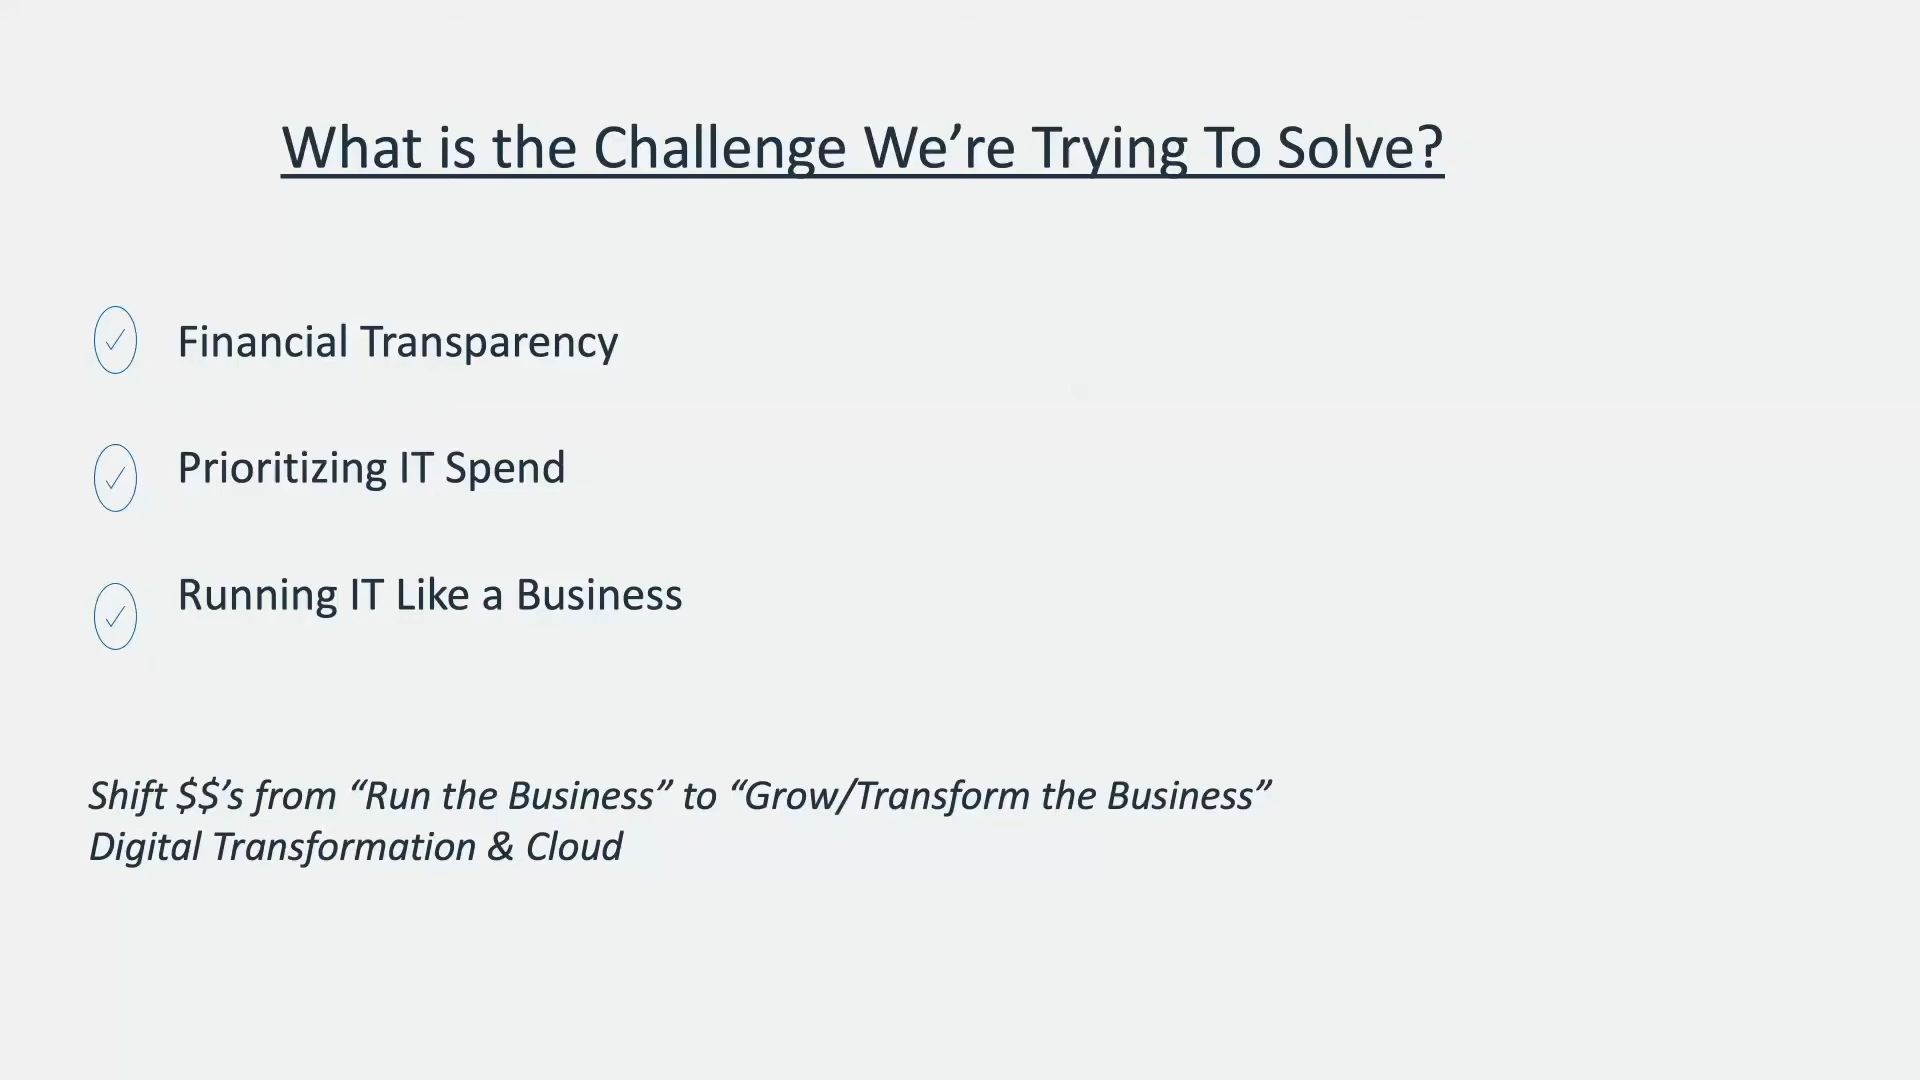 What is the Challenge We’re Trying To Solve?
Financial Transparency
Prioritizing IT Spend
Running IT Like a Business
Shift $$’s from “Run the Business” to “Grow/Transform the Business”
Digital Transformation & Cloud